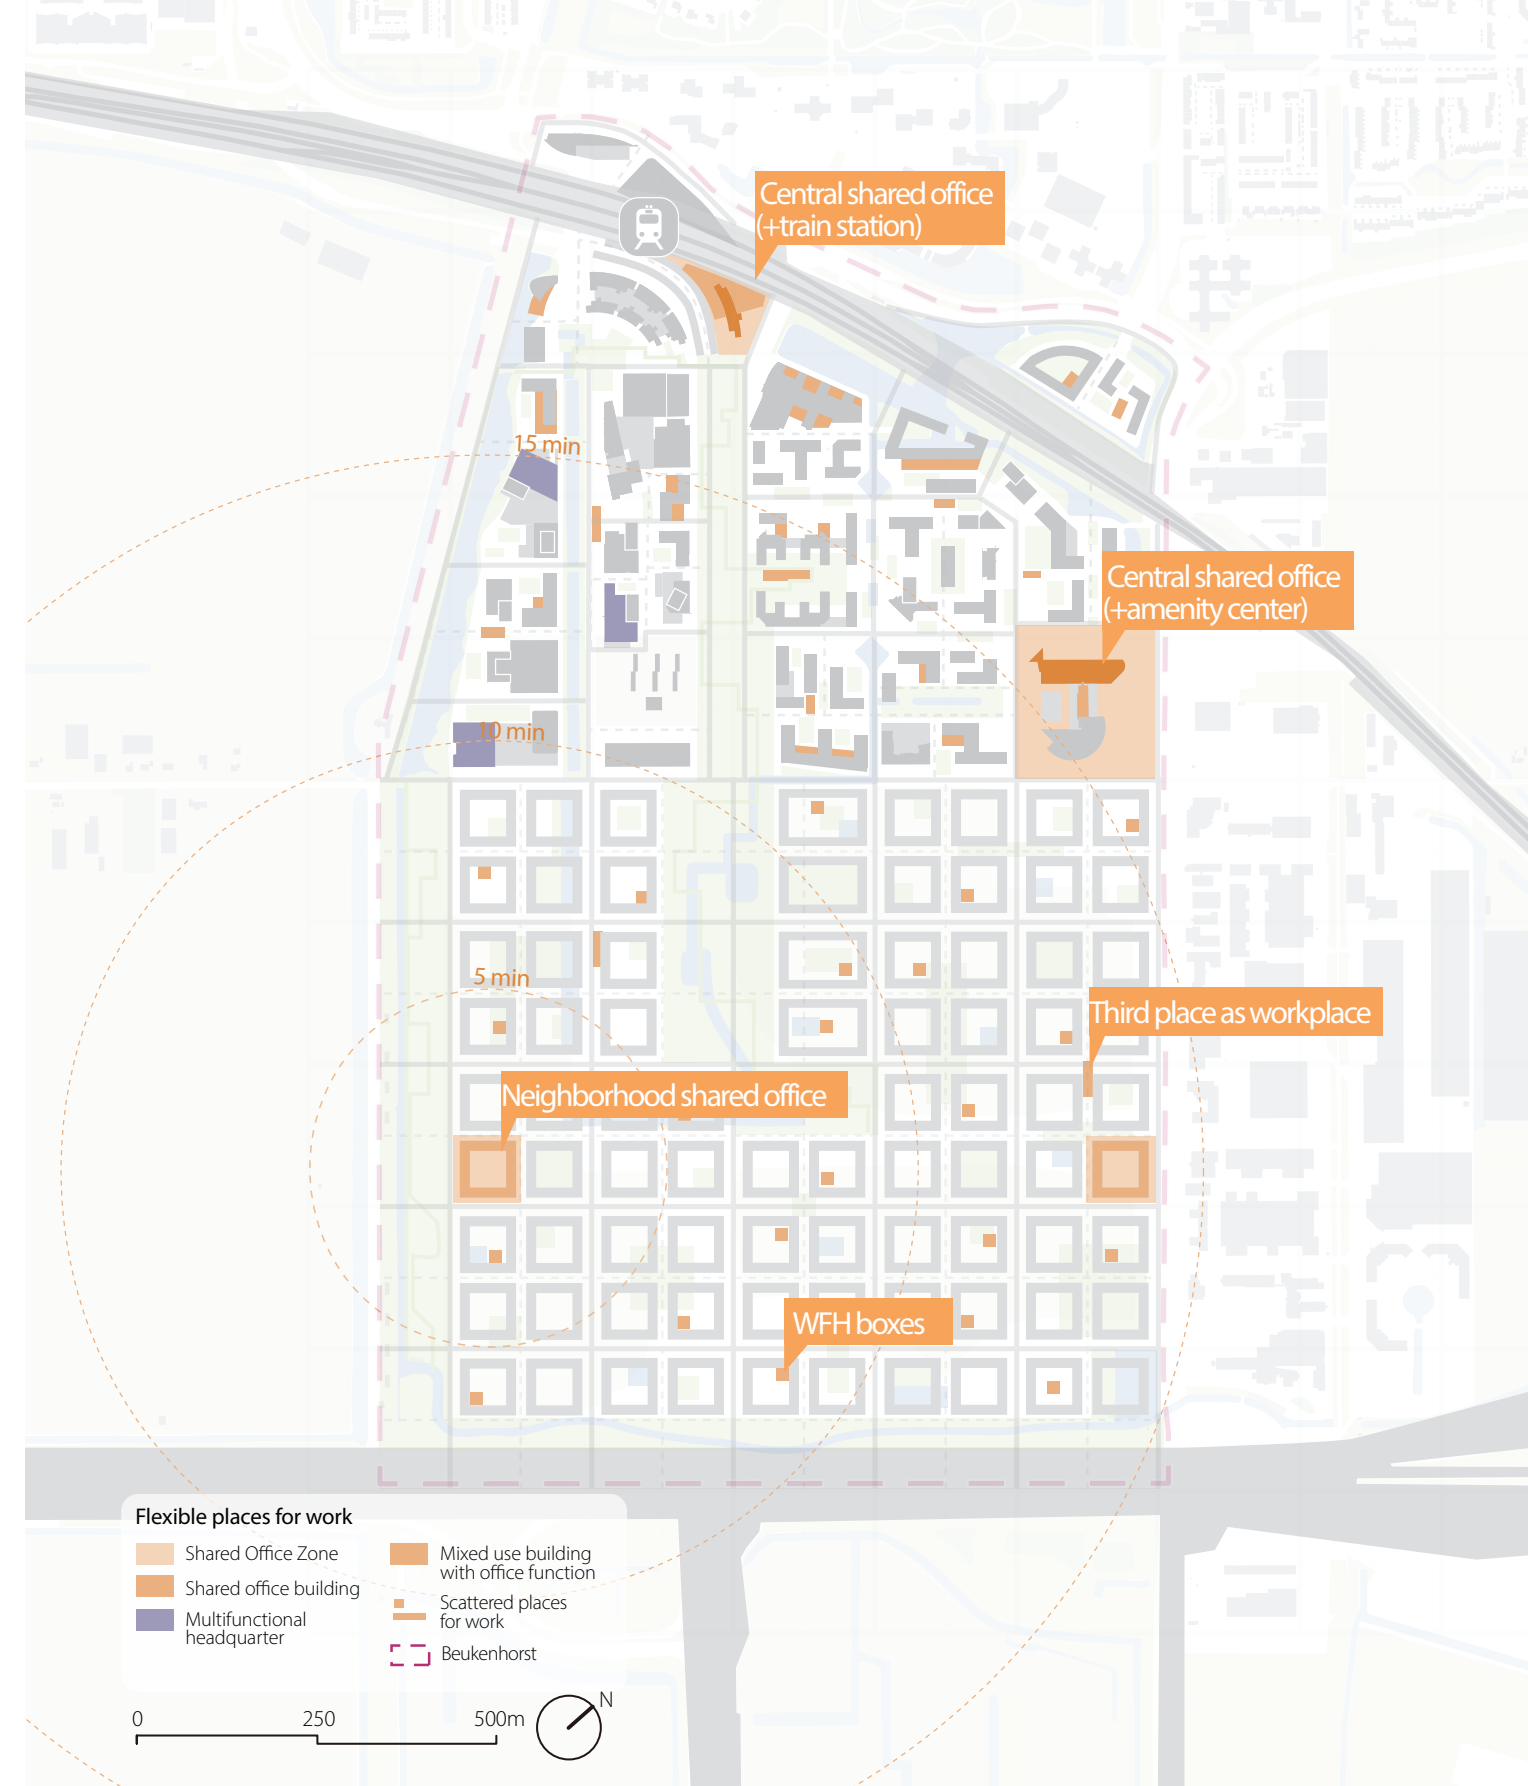 Central shared office
(+train station)
15 min
Central shared office
(+amenity center)
10 min
5 min
Third place as workplace
Neighborhood shared office
WFH boxes
Flexible places for work
Shared Office Zone
Shared office building
Multifunctional
headquarter
Mixed use building
with office function
Scattered places
for work
Beukenhorst
0 250 500m
N